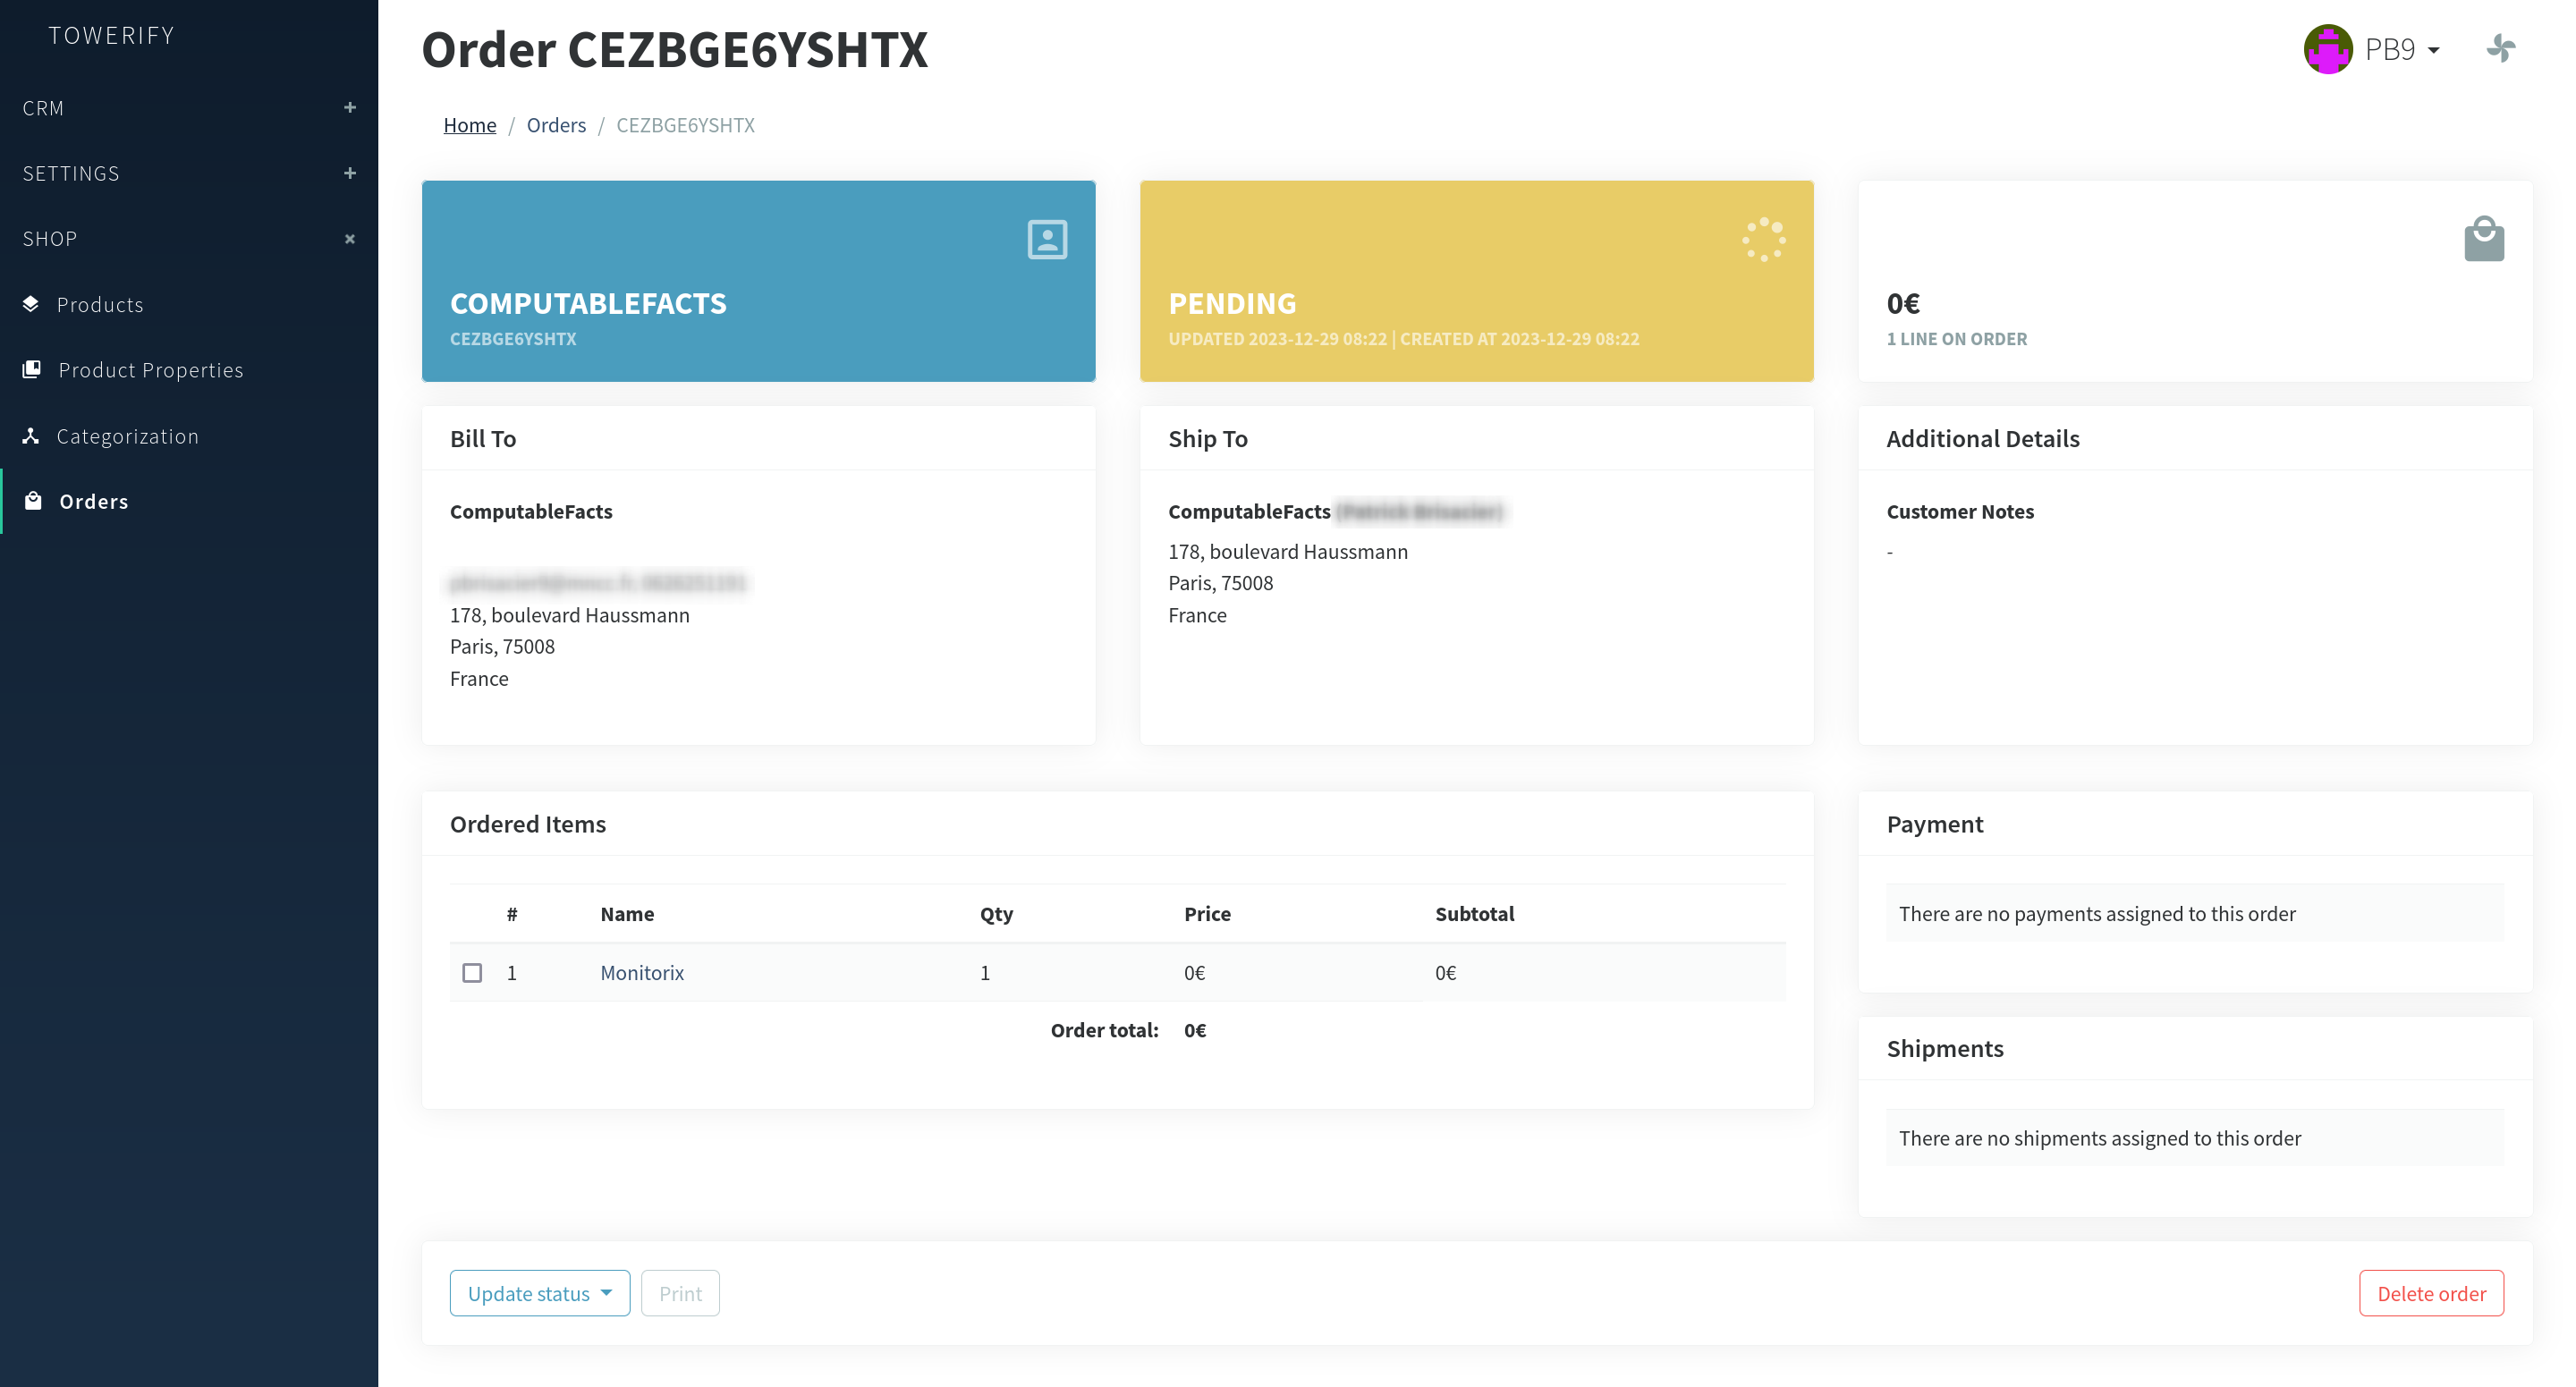 TOWERIFY
CRM
SETTINGS
SHOP
Products
Product Properties
Categorization
Orders
Order CEZBGE6YSHTX
PB9
Home / Orders / CEZBGE6YSHTX
COMPUTABLEFACTS
CEZBGE6YSHTX
PENDING
UPDATED 2023-12-29 08:22 | CREATED AT 2023-12-29 08:22
0€
1 LINE ON ORDER
Bill To
ComputableFacts
178, boulevard Haussmann
Paris, 75008
France
Ship To
ComputableFacts
178, boulevard Haussmann
Paris, 75008
France
Additional Details
Customer Notes
-
Ordered Items
# Name Qty Price Subtotal
1 Monitorix 1 0€ 0€
Order total: 0€
Payment
There are no payments assigned to this order
Shipments
There are no shipments assigned to this order
Update status
Print
Delete order